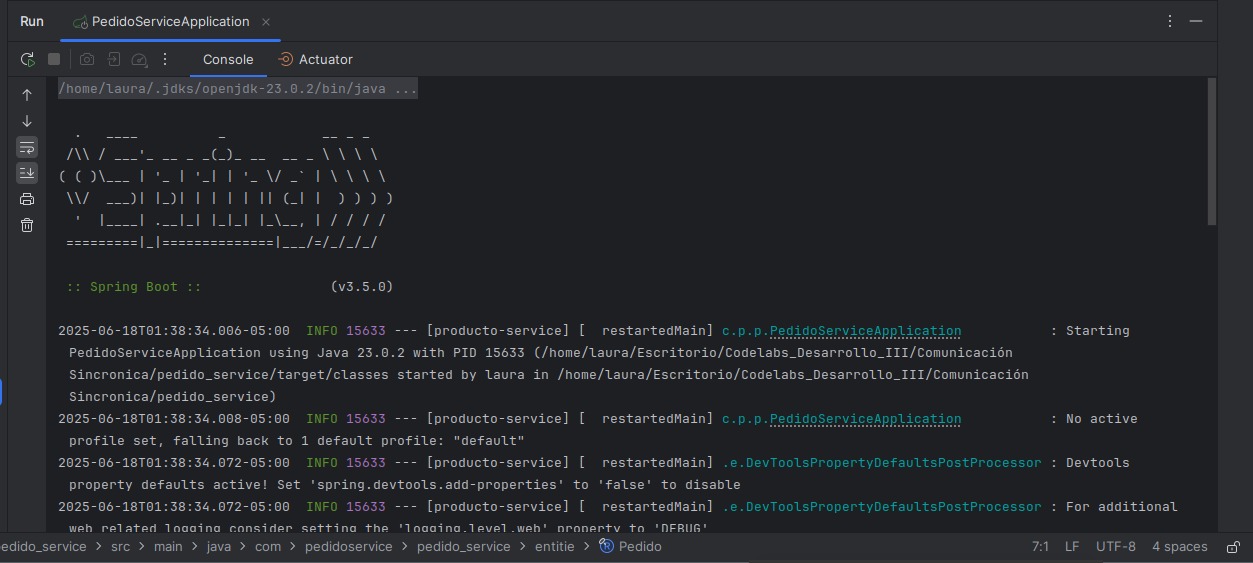 Run PedidoServiceApplication
Console Actuator
/home/laura/.jdks/openjdk-23.0.2/bin/java ...
  .   ____          _            __ _ _
 /\\ / ___'_ __ _ _(_)_ __  __ _ \ \ \ \
( ( )\___ | '_ | '_| | '_ \/ _` | \ \ \ \
 \\/  ___)| |_)| | | | | || (_| |  ) ) ) )
  '  |____| .__|_| |_|_| |_\__, | / / / /
 =========|_|==============|___/=/_/_/_/
:: Spring Boot :: (v3.5.0)
2025-06-18T01:38:34.006-05:00 INFO 15633 --- [producto-service] [ restartedMain] c.p.p.PedidoServiceApplication : Starting
PedidoServiceApplication using Java 23.0.2 with PID 15633 (/home/laura/Escritorio/Codelabs_Desarrollo_III/Comunicación
Sincronica/pedido_service/target/classes started by laura in /home/laura/Escritorio/Codelabs_Desarrollo_III/Comunicación
Sincronica/pedido_service)
2025-06-18T01:38:34.008-05:00 INFO 15633 --- [producto-service] [ restartedMain] c.p.p.PedidoServiceApplication : No active
profile set, falling back to 1 default profile: "default"
2025-06-18T01:38:34.072-05:00 INFO 15633 --- [producto-service] [ restartedMain] .e.DevToolsPropertyDefaultsPostProcessor : Devtools
property defaults active! Set 'spring.devtools.add-properties' to 'false' to disable
2025-06-18T01:38:34.072-05:00 INFO 15633 --- [producto-service] [ restartedMain] .e.DevToolsPropertyDefaultsPostProcessor : For additional
web related logging consider setting the 'logging.level.web' property to 'DEBUG'
edido_service > src > main > java > com > pedidoservice > pedido_service > entitie > Pedido 7:1 LF UTF-8 4 spaces